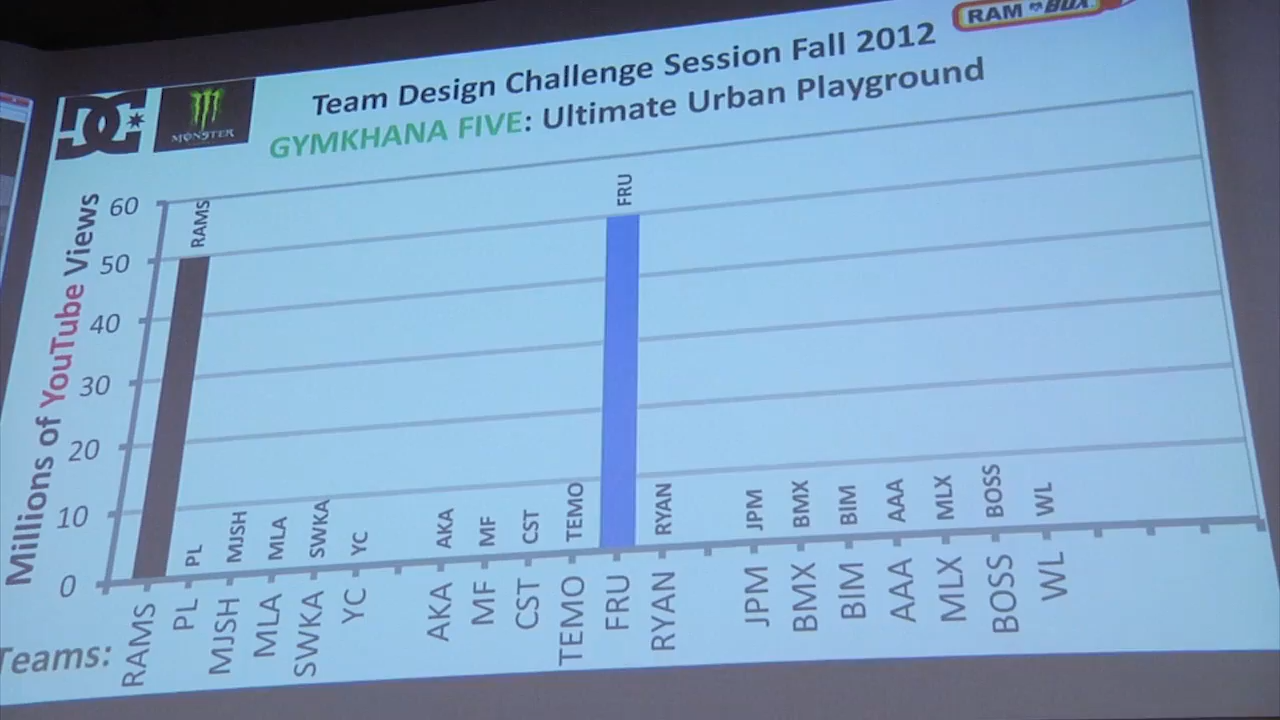 RAM BOX
Team Design Challenge Session Fall 2012
GYMKHANA FIVE: Ultimate Urban Playground
DC
MONSTER
Millions of YouTube Views
60
50
40
30
20
10
0
RAMS
PL
MJSH
MLA
SWKA
YC
AKA
MF
CST
TEMO
FRU
RYAN
JPM
BMX
BIM
AAA
MLX
BOSS
WL
Teams:
RAMS
PL
MJSH
MLA
SWKA
YC
AKA
MF
CST
TEMO
FRU
RYAN
JPM
BMX
BIM
AAA
MLX
BOSS
WL